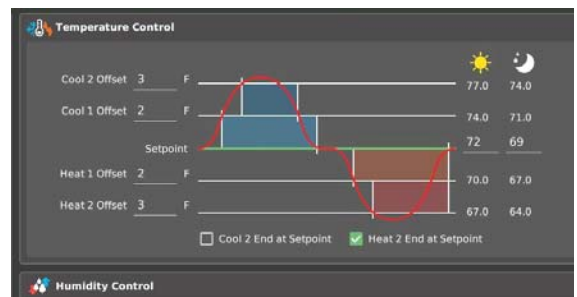 Temperature Control
Cool 2 Offset 3 F 77.0 74.0
Cool 1 Offset 2 F 74.0 71.0
Setpoint 72 69
Heat 1 Offset 2 F 70.0 67.0
Heat 2 Offset 3 F 67.0 64.0
Cool 2 End at Setpoint Heat 2 End at Setpoint
Humidity Control